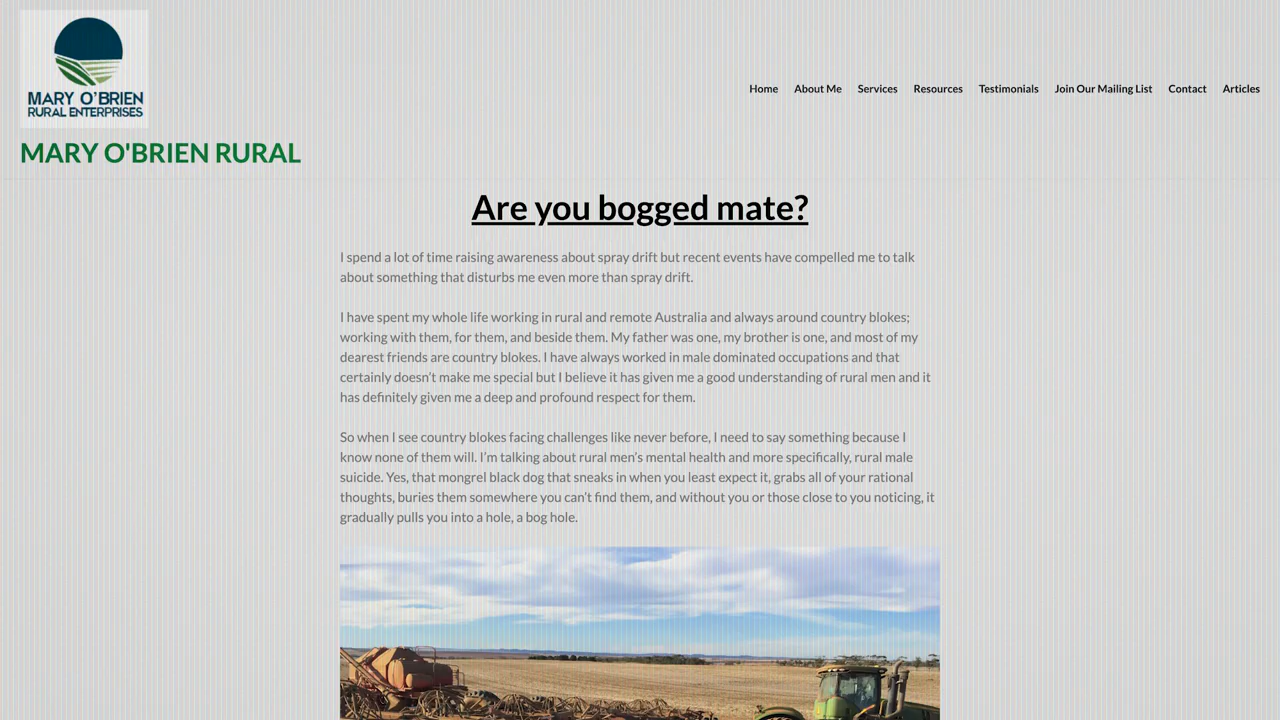 MARY O'BRIEN
RURAL ENTERPRISES
Home About Me Services Resources Testimonials Join Our Mailing List Contact Articles
MARY O'BRIEN RURAL
Are you bogged mate?
I spend a lot of time raising awareness about spray drift but recent events have compelled me to talk
about something that disturbs me even more than spray drift.
I have spent my whole life working in rural and remote Australia and always around country blokes;
working with them, for them, and beside them. My father was one, my brother is one, and most of my
dearest friends are country blokes. I have always worked in male dominated occupations and that
certainly doesn't make me special but I believe it has given me a good understanding of rural men and it
has definitely given me a deep and profound respect for them.
So when I see country blokes facing challenges like never before, I need to say something because I
know none of them will. I'm talking about rural men's mental health and more specifically, rural male
suicide. Yes, that mongrel black dog that sneaks in when you least expect it, grabs all of your rational
thoughts, buries them somewhere you can't find them, and without you or those close to you noticing, it
gradually pulls you into a hole, a bog hole.